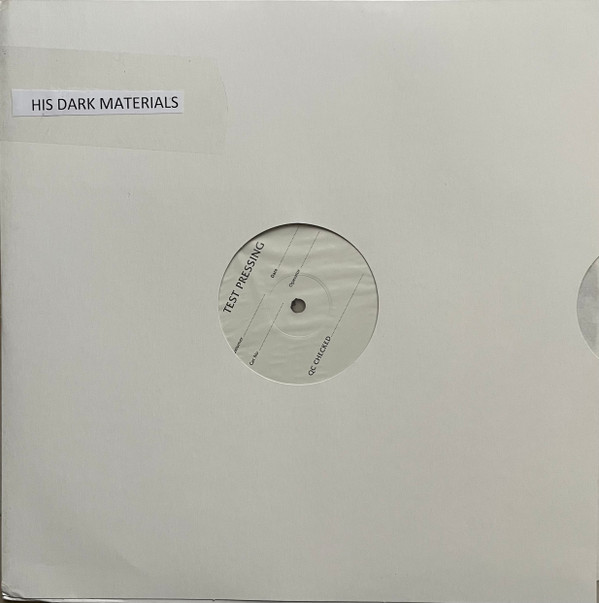 HIS DARK MATERIALS
TEST PRESSING
Date
Operator
Cat No
QC CHECKED